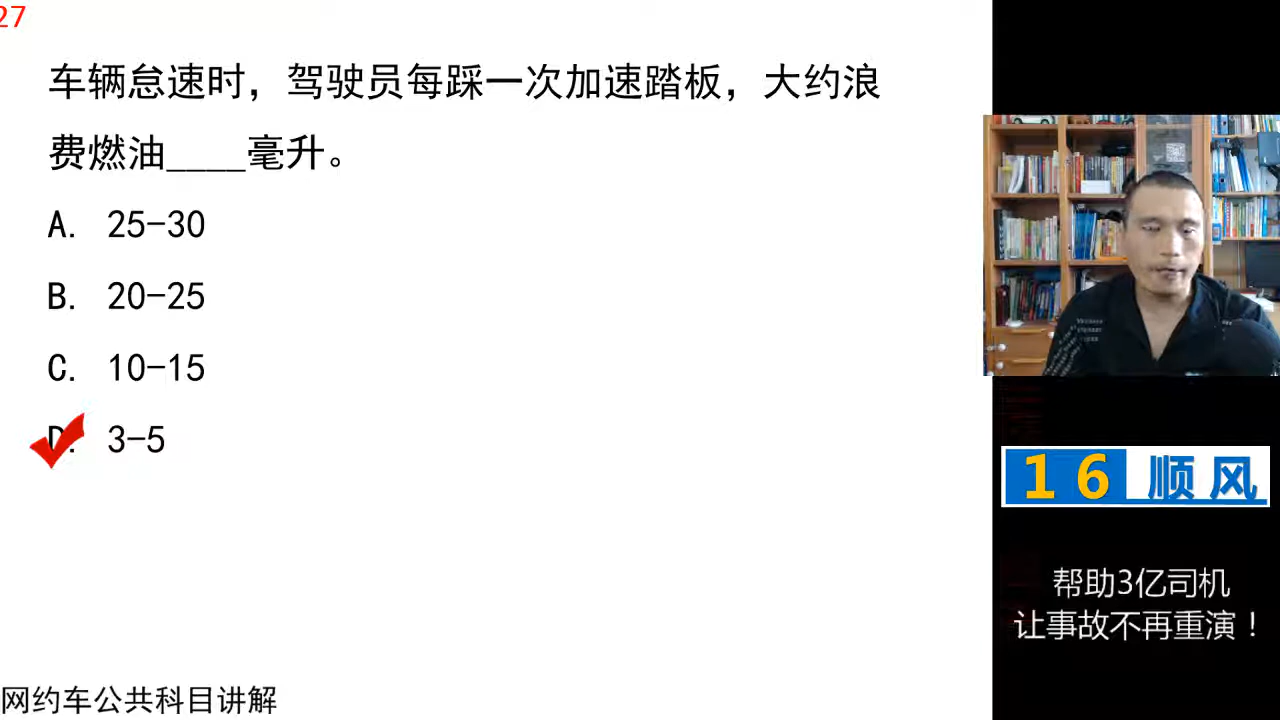 27
车辆怠速时，驾驶员每踩一次加速踏板，大约浪
费燃油____毫升。
A. 25-30
B. 20-25
C. 10-15
D. 3-5
16 顺风
帮助3亿司机
让事故不再重演！
网约车公共科目讲解